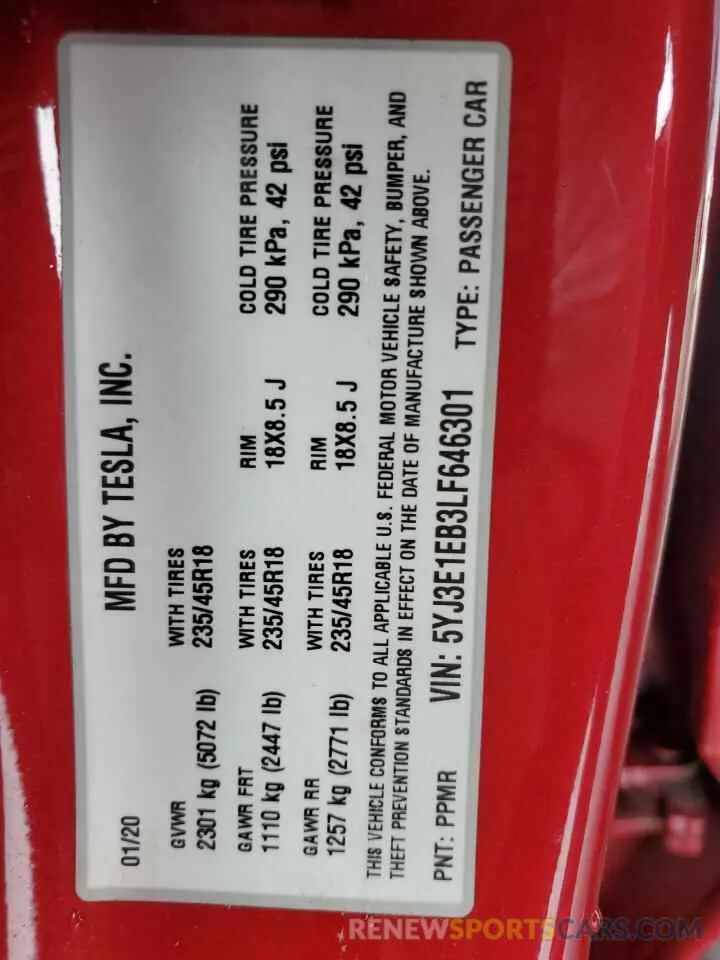 MFD BY TESLA, INC.
01/20
GVWR WITH TIRES
2301 kg (5072 lb) 235/45R18
GAWR FRT WITH TIRES RIM COLD TIRE PRESSURE
1110 kg (2447 lb) 235/45R18 18X8.5 J 290 kPa, 42 psi
GAWR RR WITH TIRES RIM COLD TIRE PRESSURE
1257 kg (2771 lb) 235/45R18 18X8.5 J 290 kPa, 42 psi
THIS VEHICLE CONFORMS TO ALL APPLICABLE U.S. FEDERAL MOTOR VEHICLE SAFETY, BUMPER, AND
THEFT PREVENTION STANDARDS IN EFFECT ON THE DATE OF MANUFACTURE SHOWN ABOVE.
PNT: PPMR VIN: 5YJ3E1EB3LF646301 TYPE: PASSENGER CAR
RENEWSPORTSCARS.COM